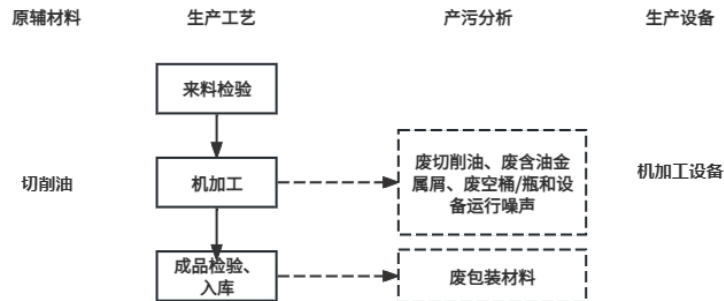 原辅材料 生产工艺 产污分析 生产设备
来料检验
切削油 机加工 废切削油、废含油金
属屑、废空桶/瓶和设
备运行噪声 机加工设备
成品检验、
入库 废包装材料